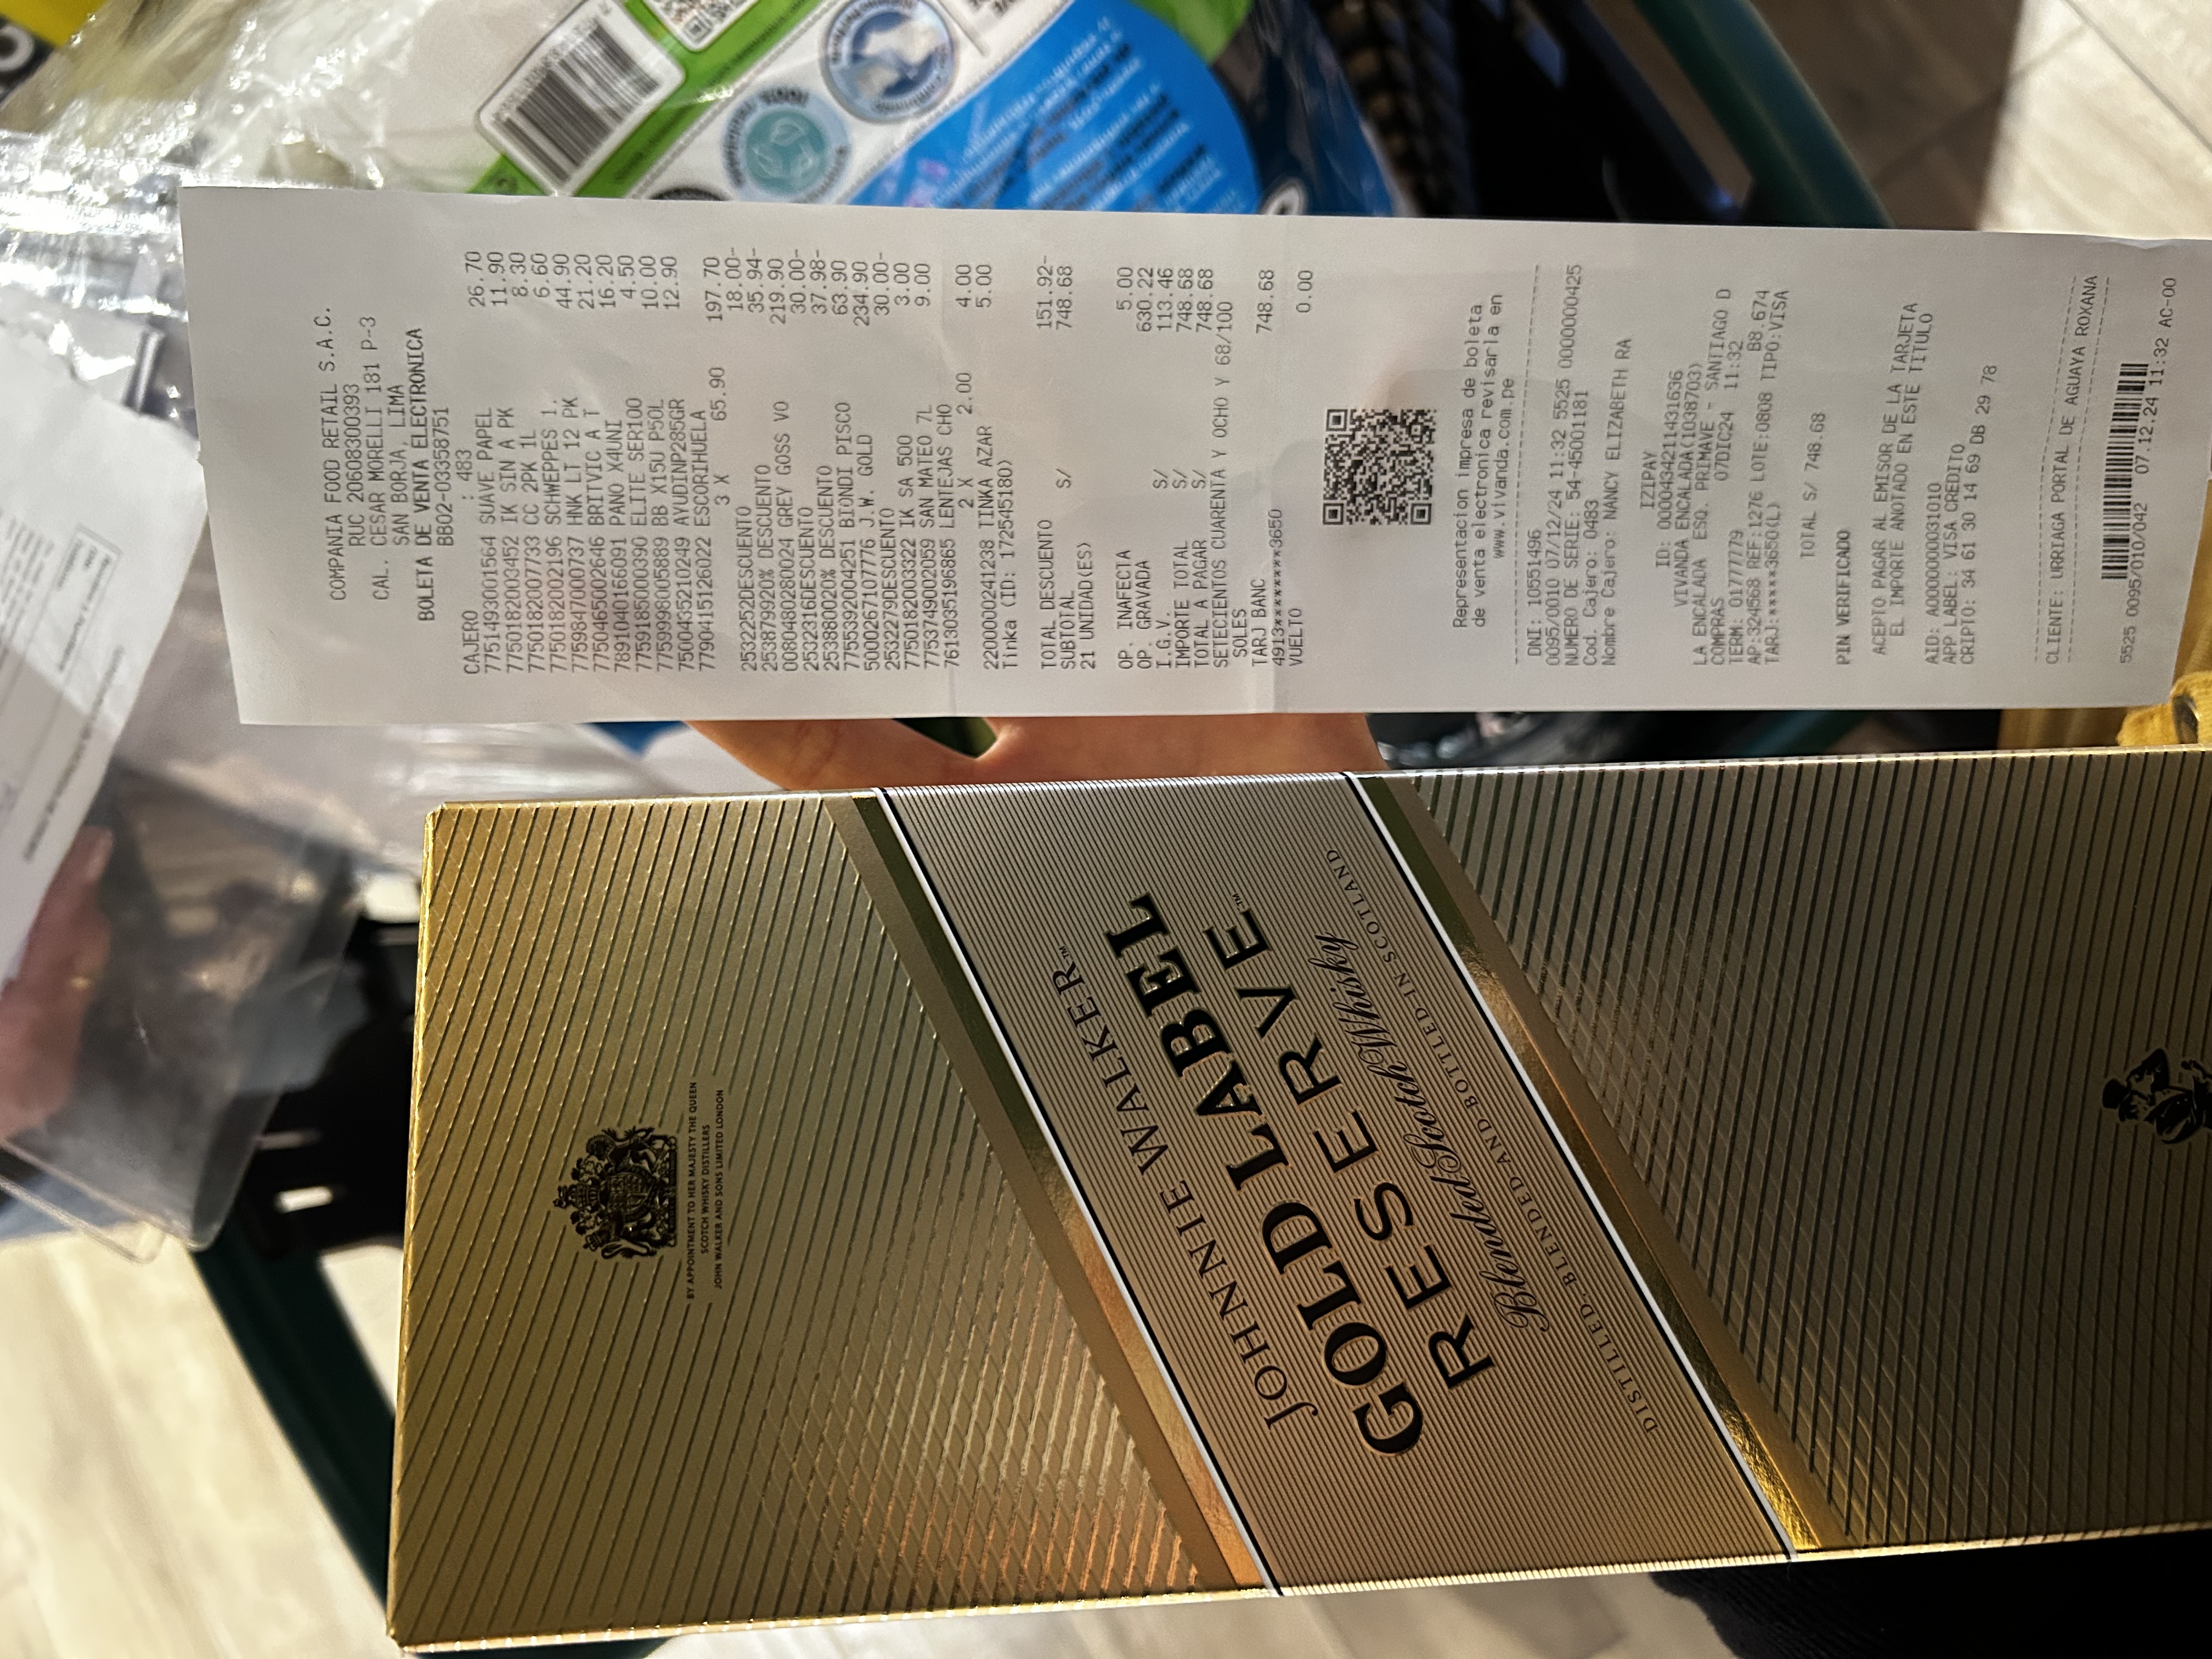 BY APPOINTMENT TO HER MAJESTY THE QUEEN
SCOTCH WHISKY DISTILLERS
JOHN WALKER AND SONS LIMITED LONDON
JOHNNIE WALKER™
GOLD LABEL
RESERVE™
Blended Scotch Whisky
DISTILLED, BLENDED AND BOTTLED IN SCOTLAND
COMPANIA FOOD RETAIL S.A.C.
RUC 20608300393
CAL. CESAR MORELLI 181 P-3
SAN BORJA, LIMA
BOLETA DE VENTA ELECTRONICA
BB02-03358751
CAJERO : 483
7751493001564 SUAVE PAPEL 26.70
7750182003452 IK SIN A PK 11.90
7750182007733 CC 2PK 1L 8.30
7750182002196 SCHWEPPES 1. 6.60
7759847000737 HNK LT 12 PK 44.90
7750465002646 BRITVIC A T 21.20
7891040166091 PANO X4UNI 16.20
7759185000390 ELITE SER100 4.50
7759998005889 BB X15U P50L 10.00
7500435210249 AYUDINP285GR 12.90
7790415126022 ESCORIHUELA
3 X 65.90 197.70
2532252DESCUENTO 18.00-
253879920% DESCUENTO 35.94-
0080480280024 GREY GOSS VO 219.90
2532316DESCUENTO 30.00-
253880020% DESCUENTO 37.98-
7755392004251 BIONDI PISCO 63.90
5000267107776 J.W. GOLD 234.90
2532279DESCUENTO 30.00-
7750182003322 IK SA 500 3.00
7753749002059 SAN MATEO 7L 9.00
7613035196865 LENTEJAS CHO
2 X 2.00 4.00
2200000241238 TINKA AZAR 5.00
Tinka (ID: 172545180)
TOTAL DESCUENTO 151.92-
SUBTOTAL S/ 748.68
21 UNIDAD(ES)
OP. INAFECTA 5.00
OP. GRAVADA 630.22
I.G.V. S/ 113.46
IMPORTE TOTAL S/ 748.68
TOTAL A PAGAR S/ 748.68
SETECIENTOS CUARENTA Y OCHO Y 68/100
SOLES
TARJ BANC 748.68
4913********3650
VUELTO 0.00
Representacion impresa de boleta
de venta electronica revisarla en
www.vivanda.com.pe
DNI: 10551496
0095/0010 07/12/24 11:32 5525 0000000425
NUMERO DE SERIE: 54-45001181
Cod. Cajero: 0483
Nombre Cajero: NANCY ELIZABETH RA
IZIPAY
ID: 0000434211431636
VIVANDA ENCALADA(1038703)
LA ENCALADA ESQ. PRIMAVE - SANTIAGO D
COMPRAS 07DIC24 11:32
TERM: 01777779 B8.674
AP:324568 REF:1276 LOTE:0808 TIPO:VISA
TARJ:*****3650(L)
TOTAL S/ 748.68
PIN VERIFICADO
ACEPTO PAGAR AL EMISOR DE LA TARJETA
EL IMPORTE ANOTADO EN ESTE TITULO
AID: A0000000031010
APP LABEL: VISA CREDITO
CRIPTO: 34 61 30 14 69 DB 29 78
CLIENTE: URRIAGA PORTAL DE AGUAYA ROXANA
5525 0095/010/042 07.12.24 11:32 AC-00